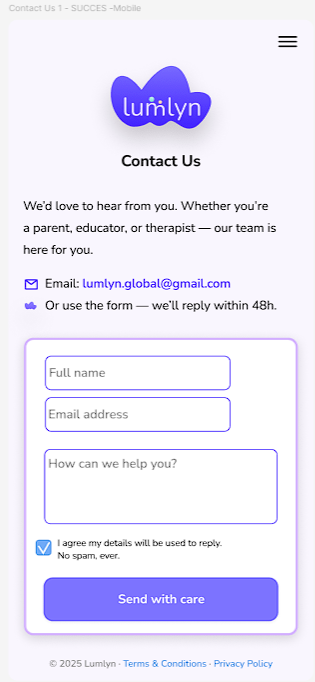 Contact Us 1 - SUCCES -Mobile
lumlyn
Contact Us
We’d love to hear from you. Whether you’re
a parent, educator, or therapist — our team is
here for you.
Email: lumlyn.global@gmail.com
Or use the form — we’ll reply within 48h.
Full name
Email address
How can we help you?
I agree my details will be used to reply.
No spam, ever.
Send with care
© 2025 Lumlyn · Terms & Conditions · Privacy Policy